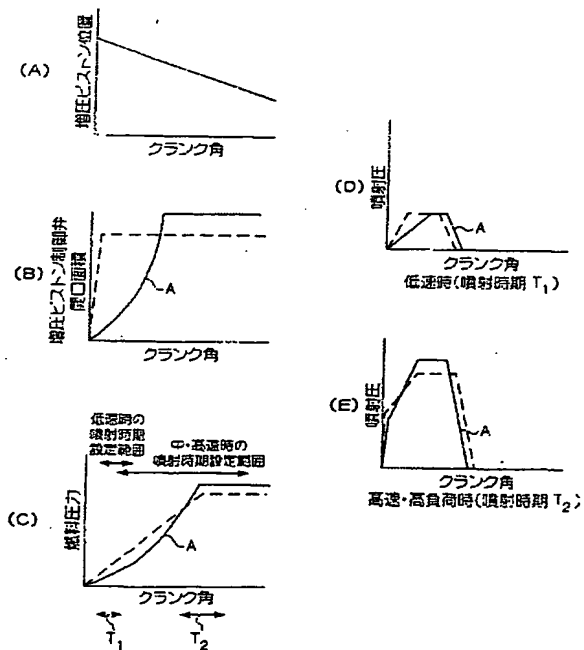 (A)
増圧ピストン位置
クランク角
(B)
増圧ピストン制御弁
開口面積
A
クランク角
低速時の
噴射時期
設定範囲
中・高速時の
噴射時期設定範囲
(C)
燃料圧力
A
クランク角
T1
T2
(D)
噴射圧
A
クランク角
低速時(噴射時期 T1)
(E)
噴射圧
A
クランク角
高速・高負荷時(噴射時期 T2)